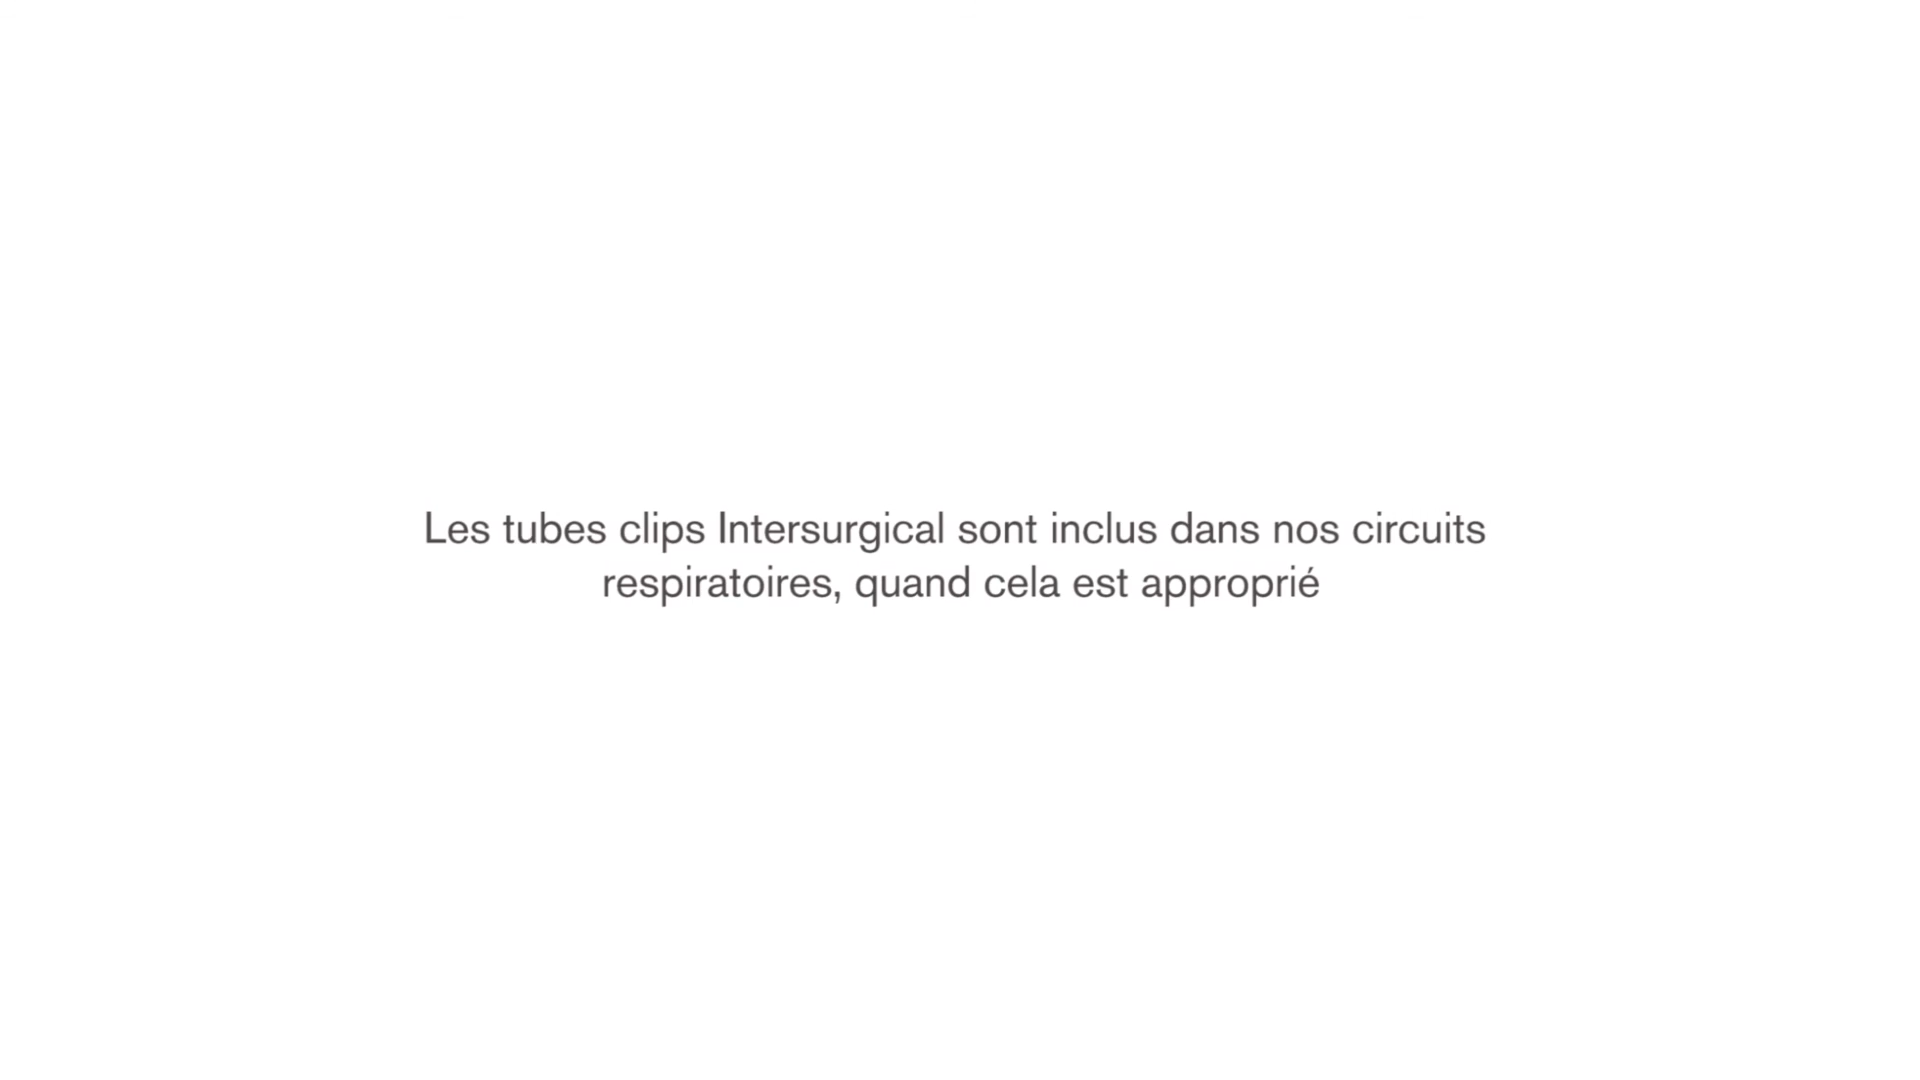 Les tubes clips Intersurgical sont inclus dans nos circuits
respiratoires, quand cela est approprié